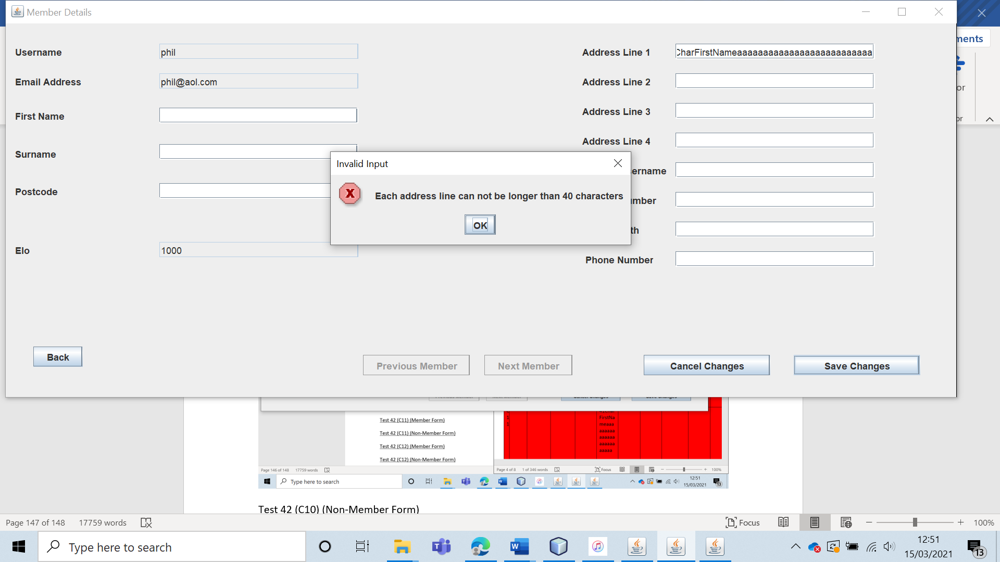 Member Details
Username
phil
Email Address
phil@aol.com
First Name
Surname
Postcode
Elo
1000
Address Line 1
CharFirstNameaaaaaaaaaaaaaaaaaaaaaaaaaa
Address Line 2
Address Line 3
Address Line 4
ername
mber
th
Phone Number
Invalid Input
X
Each address line can not be longer than 40 characters
OK
Back
Previous Member
Next Member
Cancel Changes
Save Changes
ments
or
or
Cancel Changes
Save Changes
Test 42 (C11) (Member Form)
Test 42 (C11) (Non-Member Form)
Test 42 (C12) (Member Form)
Test 42 (C12) (Non-Member Form)
FirstNa
meaaa
aaaaaa
aaaaaa
aaaaaa
aaaaa
Page 146 of 148 17759 words
Page 4 of 8 1 of 346 words
Focus
100%
Type here to search
12:51
15/03/2021
13
Test 42 (C10) (Non-Member Form)
Page 147 of 148
17759 words
Focus
100%
Type here to search
12:51
15/03/2021
13